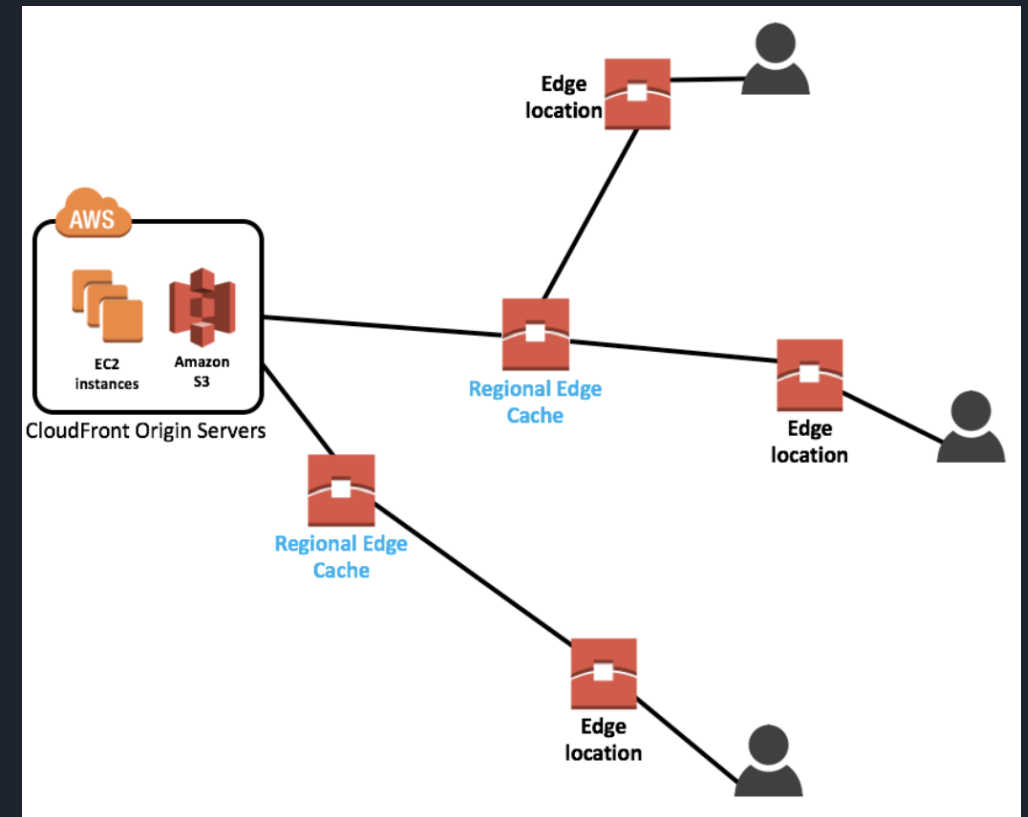 Edge
location
AWS
EC2
instances
Amazon
S3
CloudFront Origin Servers
Regional Edge
Cache
Edge
location
Regional Edge
Cache
Edge
location